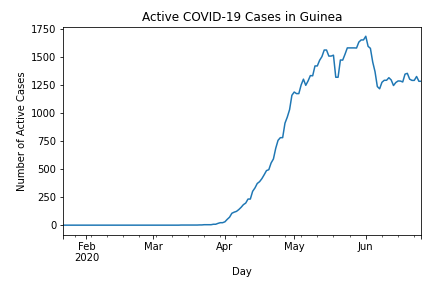 Active COVID-19 Cases in Guinea
Number of Active Cases
1750
1500
1250
1000
750
500
250
0
Feb
2020
Mar
Apr
May
Jun
Day